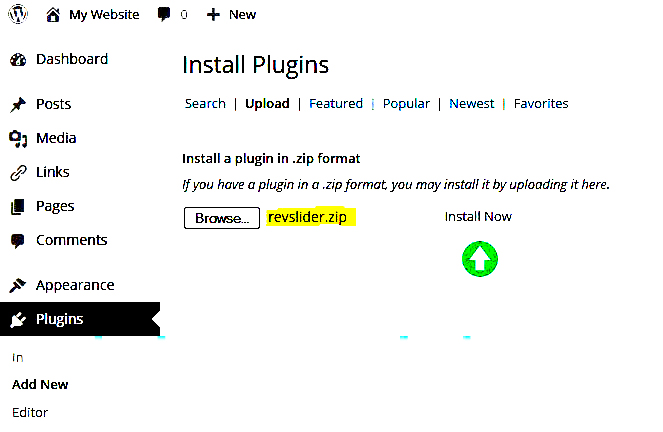 My Website 0 New
Dashboard
Install Plugins
Posts
Search | Upload | Featured | Popular | Newest | Favorites
Media
Install a plugin in .zip format
Links
If you have a plugin in a .zip format, you may install it by uploading it here.
Pages
Browse... revslider.zip Install Now
Comments
Appearance
Plugins
In
Add New
Editor